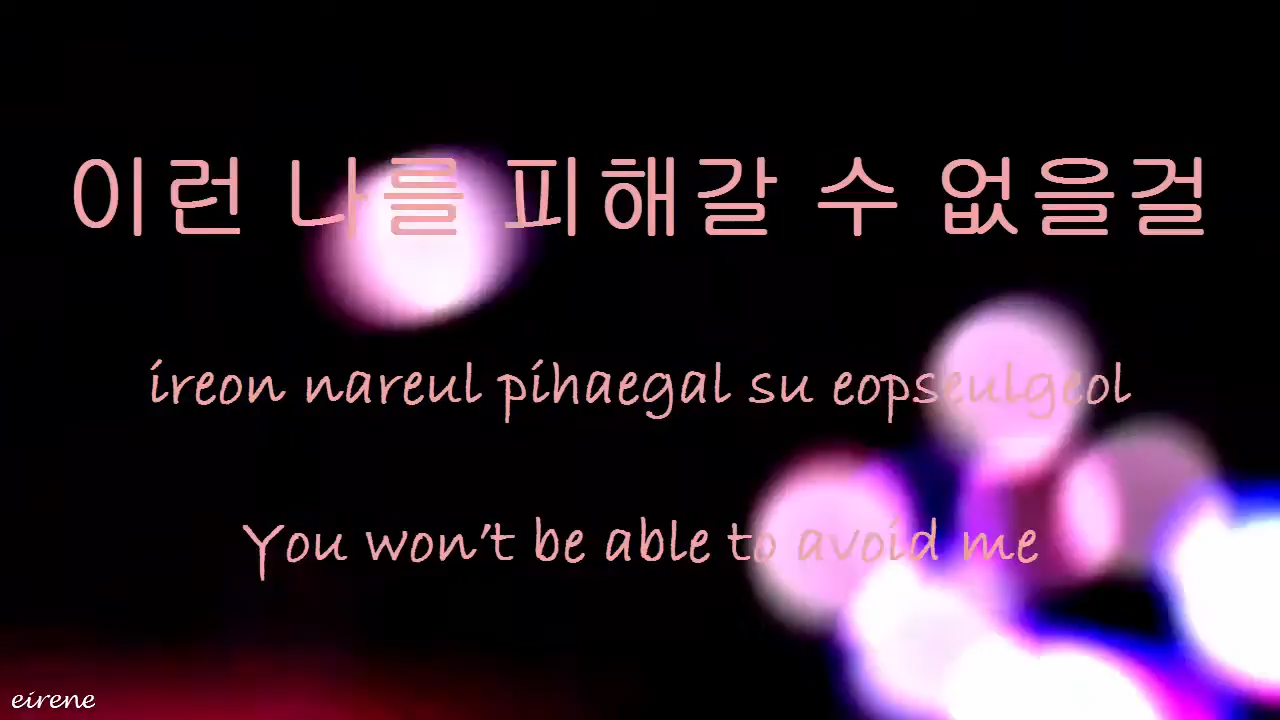 이런 나를 피해갈 수 없을걸
ireon nareul pihaegal su eopseulgeol
You won't be able to avoid me
eirene